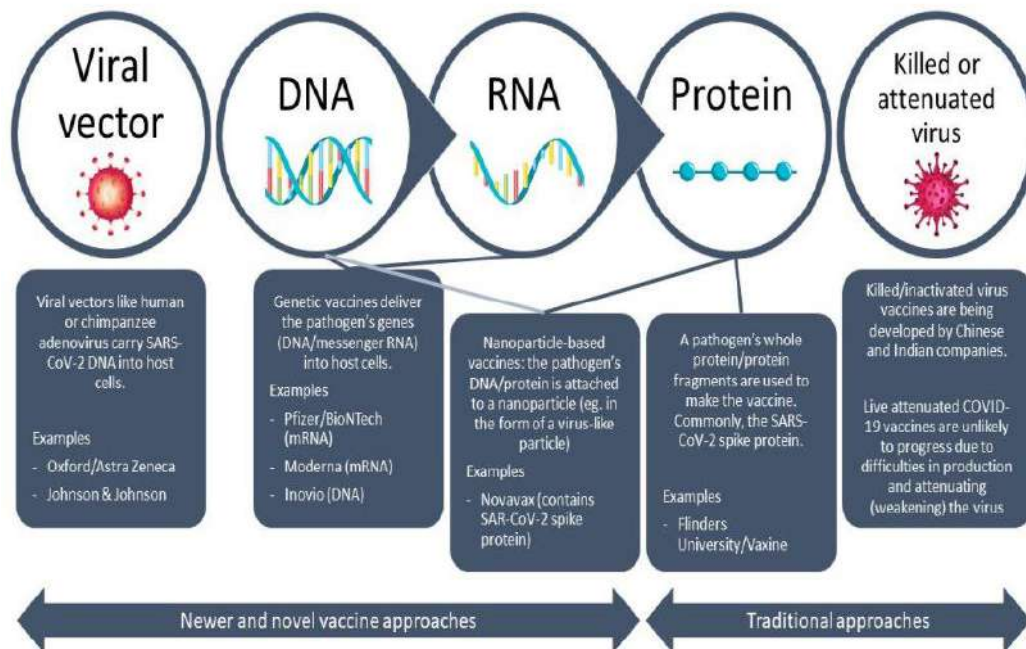 Viral
vector
DNA
RNA
Protein
Killed or
attenuated
virus
Viral vectors like human
or chimpanzee
adenovirus carry SARS-
CoV-2 DNA into host
cells.
Examples
- Oxford/Astra Zeneca
- Johnson & Johnson
Genetic vaccines deliver
the pathogen's genes
(DNA/messenger RNA)
into host cells.
Examples
- Pfizer/BioNTech
(mRNA)
- Moderna (mRNA)
- Inovio (DNA)
Nanoparticle-based
vaccines: the pathogen's
DNA/protein is attached
to a nanoparticle (eg. in
the form of a virus-like
particle)
Examples
- Novavax (contains
SAR-CoV-2 spike
protein)
A pathogen's whole
protein/protein
fragments are used to
make the vaccine.
Commonly, the SARS-
CoV-2 spike protein.
Examples
- Flinders
University/Vaxine
Killed/inactivated virus
vaccines are being
developed by Chinese
and Indian companies.
Live attenuated COVID-
19 vaccines are unlikely
to progress due to
difficulties in production
and attenuating
(weakening) the virus
Newer and novel vaccine approaches
Traditional approaches